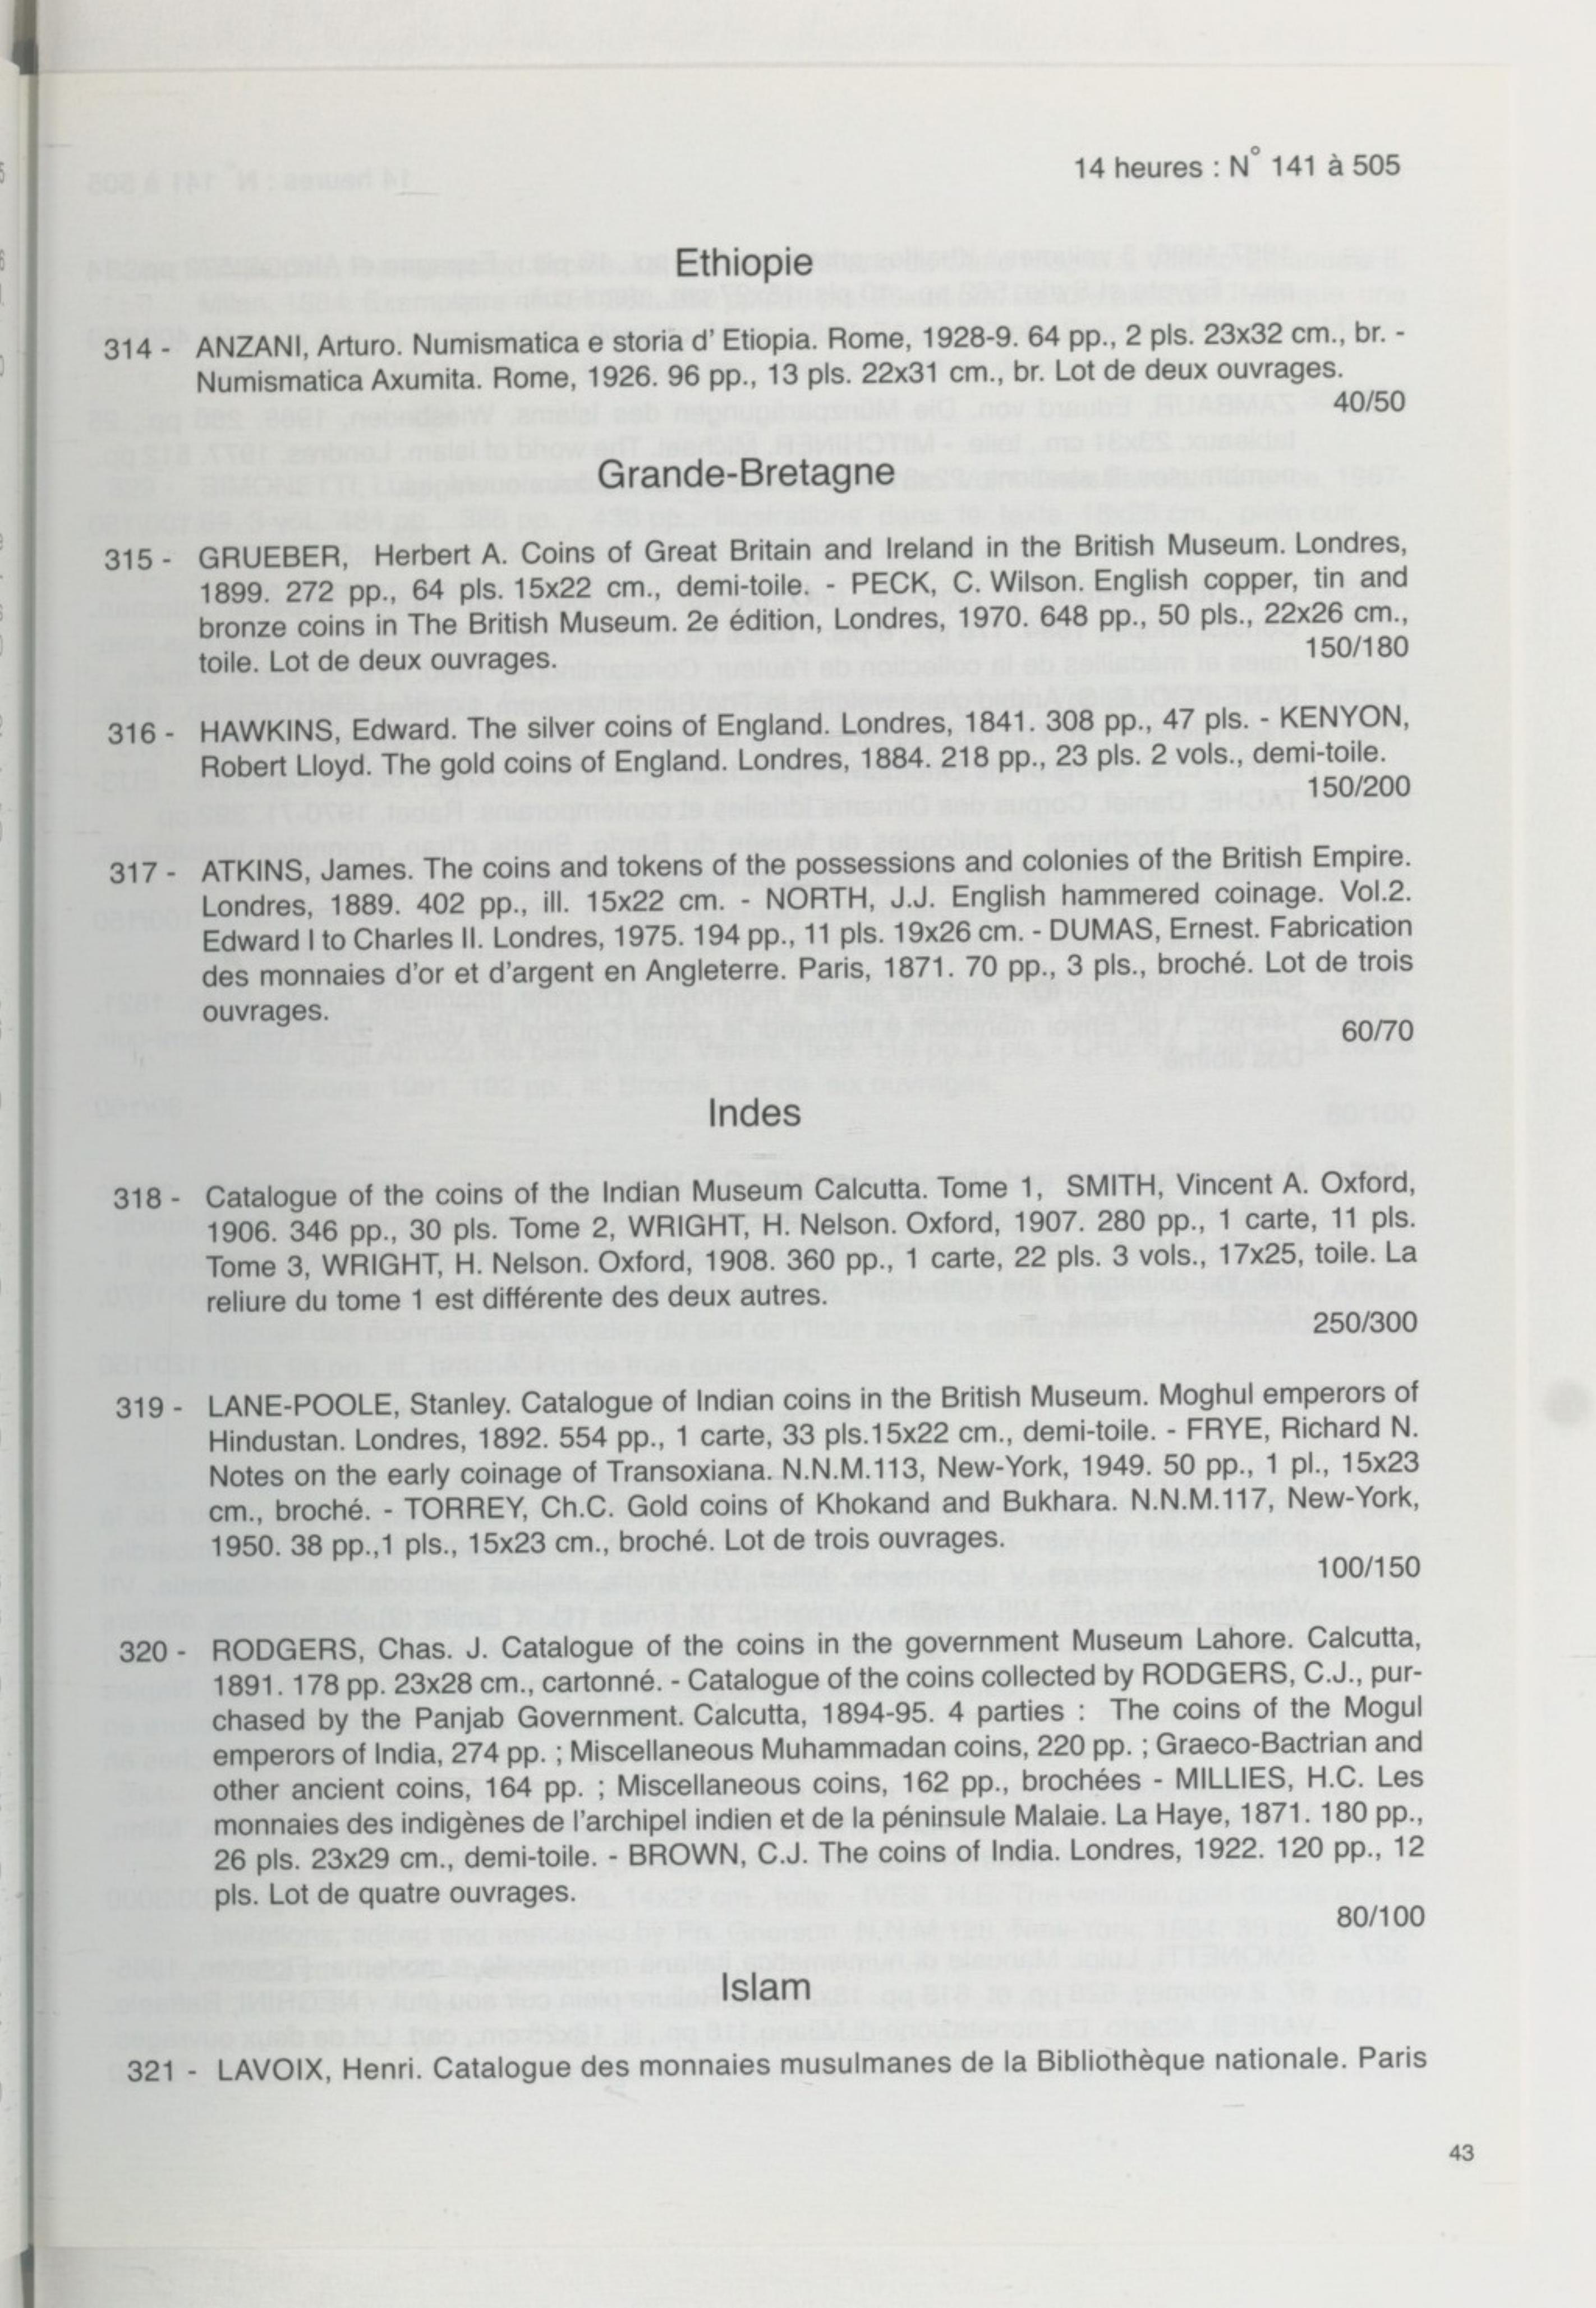 14 heures : N° 141 à 505
Ethiopie
314 - ANZANI, Arturo. Numismatica e storia d' Etiopia. Rome, 1928-9. 64 pp., 2 pls. 23x32 cm., br. -
Numismatica Axumita. Rome, 1926. 96 pp., 13 pls. 22x31 cm., br. Lot de deux ouvrages.
40/50
Grande-Bretagne
315 - GRUEBER, Herbert A. Coins of Great Britain and Ireland in the British Museum. Londres,
1899. 272 pp., 64 pls. 15x22 cm., demi-toile. - PECK, C. Wilson. English copper, tin and
bronze coins in The British Museum. 2e édition, Londres, 1970. 648 pp., 50 pls., 22x26 cm.,
toile. Lot de deux ouvrages. 150/180
316 - HAWKINS, Edward. The silver coins of England. Londres, 1841. 308 pp., 47 pls. - KENYON,
Robert Lloyd. The gold coins of England. Londres, 1884. 218 pp., 23 pls. 2 vols., demi-toile.
150/200
317 - ATKINS, James. The coins and tokens of the possessions and colonies of the British Empire.
Londres, 1889. 402 pp., ill. 15x22 cm. - NORTH, J.J. English hammered coinage. Vol.2.
Edward I to Charles II. Londres, 1975. 194 pp., 11 pls. 19x26 cm. - DUMAS, Ernest. Fabrication
des monnaies d'or et d'argent en Angleterre. Paris, 1871. 70 pp., 3 pls., broché. Lot de trois
ouvrages.
60/70
Indes
318 - Catalogue of the coins of the Indian Museum Calcutta. Tome 1, SMITH, Vincent A. Oxford,
1906. 346 pp., 30 pls. Tome 2, WRIGHT, H. Nelson. Oxford, 1907. 280 pp., 1 carte, 11 pls.
Tome 3, WRIGHT, H. Nelson. Oxford, 1908. 360 pp., 1 carte, 22 pls. 3 vols., 17x25, toile. La
reliure du tome 1 est différente des deux autres.
250/300
319 - LANE-POOLE, Stanley. Catalogue of Indian coins in the British Museum. Moghul emperors of
Hindustan. Londres, 1892. 554 pp., 1 carte, 33 pls.15x22 cm., demi-toile. - FRYE, Richard N.
Notes on the early coinage of Transoxiana. N.N.M.113, New-York, 1949. 50 pp., 1 pl., 15x23
cm., broché. - TORREY, Ch.C. Gold coins of Khokand and Bukhara. N.N.M.117, New-York,
1950. 38 pp.,1 pls., 15x23 cm., broché. Lot de trois ouvrages.
100/150
320 - RODGERS, Chas. J. Catalogue of the coins in the government Museum Lahore. Calcutta,
1891. 178 pp. 23x28 cm., cartonné. - Catalogue of the coins collected by RODGERS, C.J., pur-
chased by the Panjab Government. Calcutta, 1894-95. 4 parties : The coins of the Mogul
emperors of India, 274 pp. ; Miscellaneous Muhammadan coins, 220 pp. ; Graeco-Bactrian and
other ancient coins, 164 pp. ; Miscellaneous coins, 162 pp., brochées - MILLIES, H.C. Les
monnaies des indigènes de l'archipel indien et de la péninsule Malaie. La Haye, 1871. 180 pp.,
26 pls. 23x29 cm., demi-toile. - BROWN, C.J. The coins of India. Londres, 1922. 120 pp., 12
pls. Lot de quatre ouvrages.
80/100
Islam
321 - LAVOIX, Henri. Catalogue des monnaies musulmanes de la Bibliothèque nationale. Paris
43